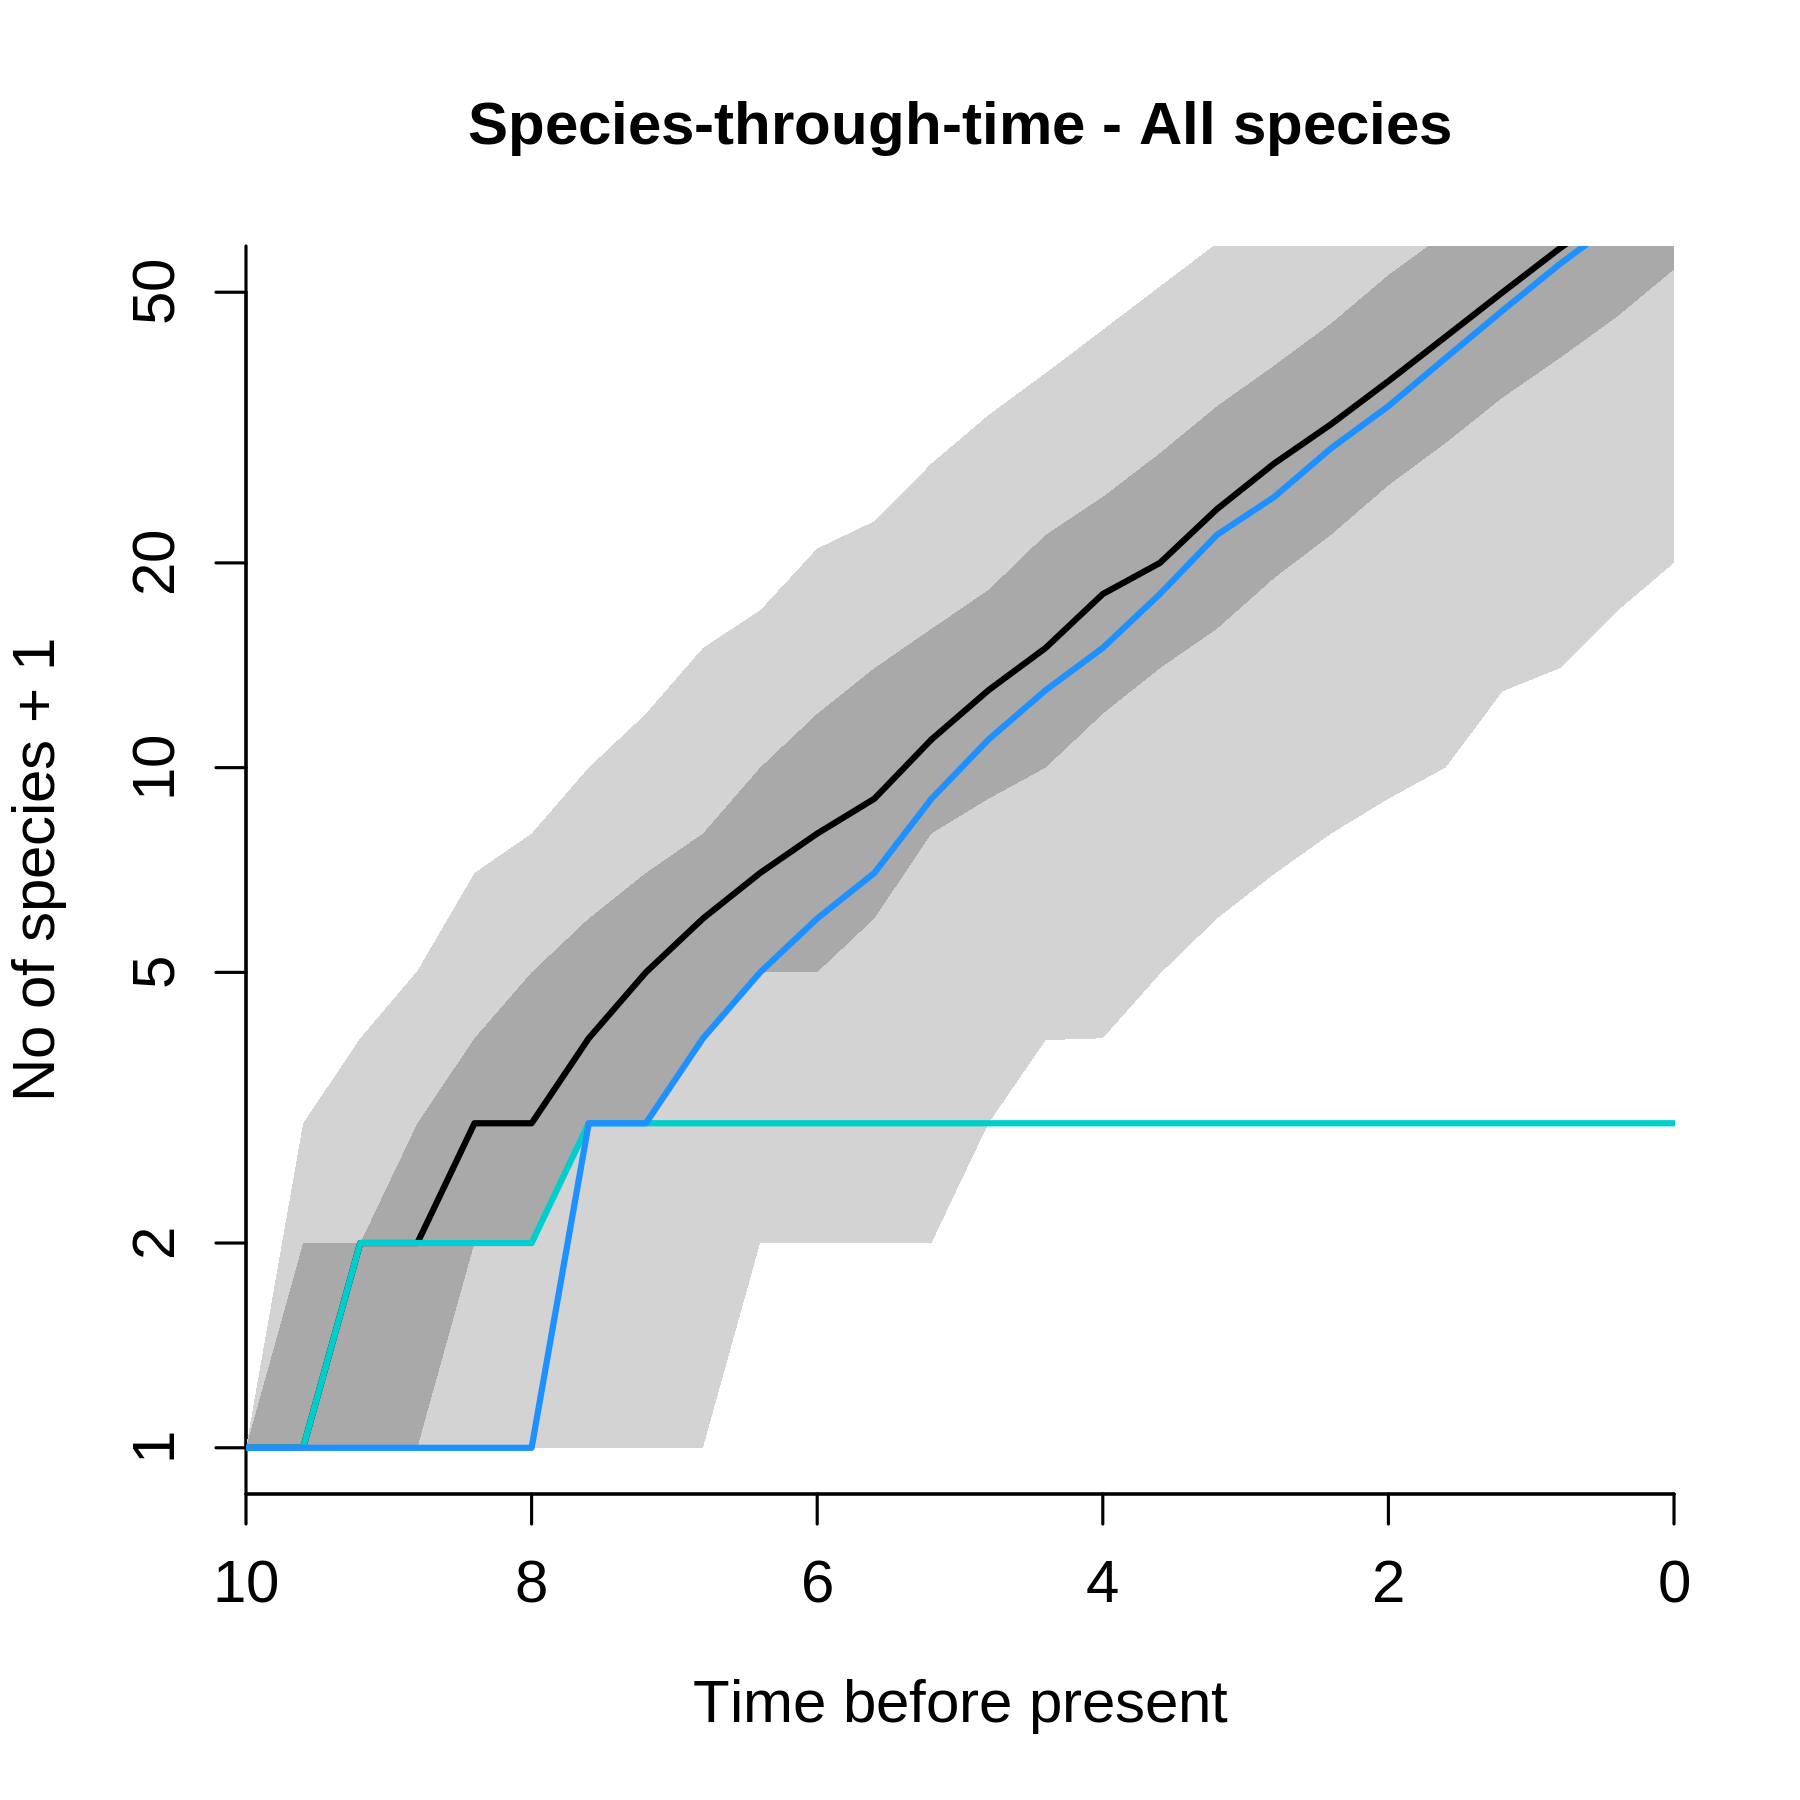 Species-through-time - All species
No of species + 1
50
20
10
5
2
1
10 8 6 4 2 0
Time before present